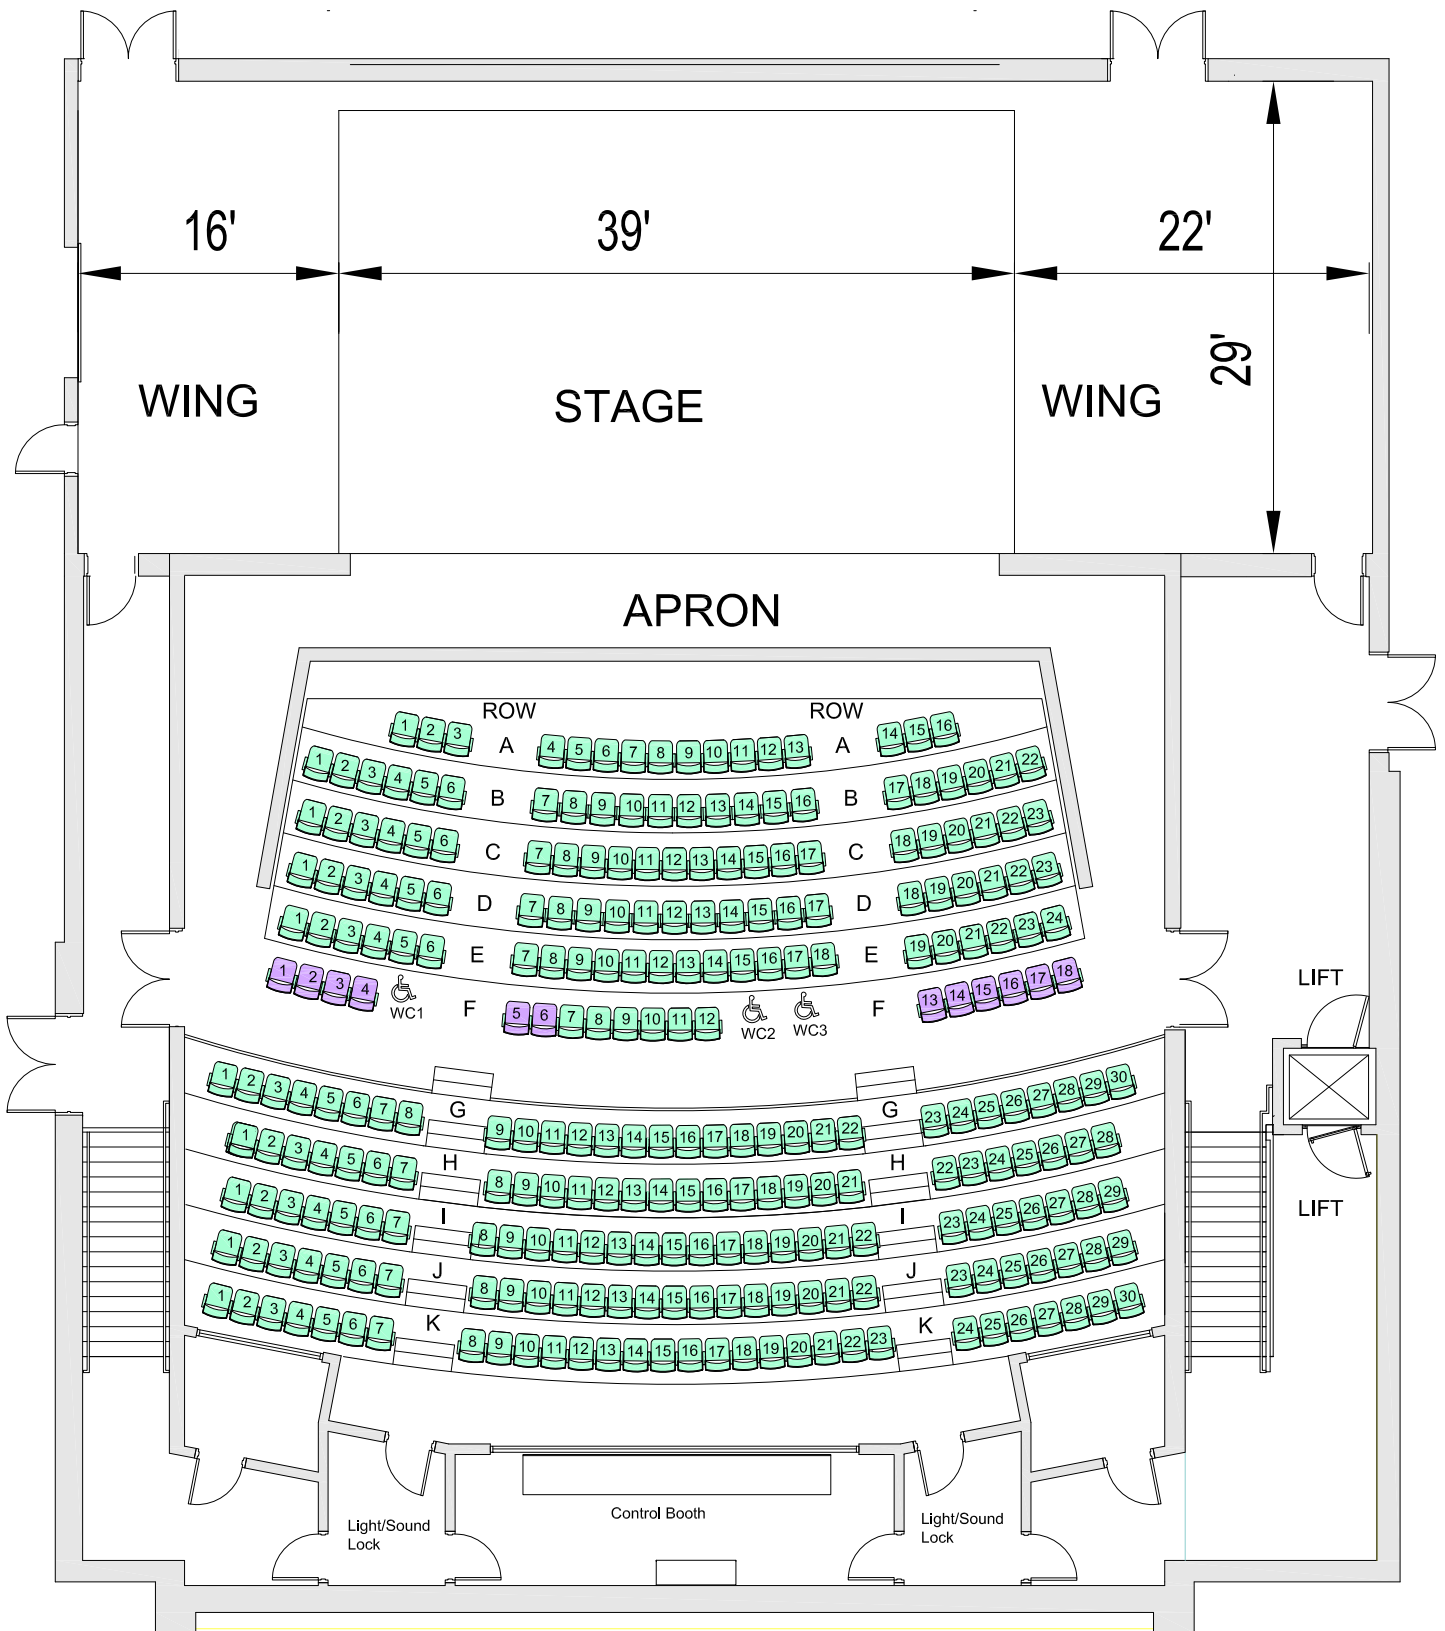 16' 39' 22'
29'
WING STAGE WING
APRON
ROW ROW
1 2 3 A 4 5 6 7 8 9 10 11 12 13 A 14 15 16
1 2 3 4 5 6 B 7 8 9 10 11 12 13 14 15 16 B 17 18 19 20 21 22
1 2 3 4 5 6 C 7 8 9 10 11 12 13 14 15 16 17 C 18 19 20 21 22 23
1 2 3 4 5 6 D 7 8 9 10 11 12 13 14 15 16 17 D 18 19 20 21 22 23
1 2 3 4 5 6 E 7 8 9 10 11 12 13 14 15 16 17 18 E 19 20 21 22 23 24
1 2 3 4 WC1 F 5 6 7 8 9 10 11 12 WC2 WC3 F 13 14 15 16 17 18
LIFT
1 2 3 4 5 6 7 8 G 9 10 11 12 13 14 15 16 17 18 19 20 21 22 G 23 24 25 26 27 28 29 30
1 2 3 4 5 6 7 H 8 9 10 11 12 13 14 15 16 17 18 19 20 21 H 22 23 24 25 26 27 28
LIFT
1 2 3 4 5 6 7 I 8 9 10 11 12 13 14 15 16 17 18 19 20 21 22 I 23 24 25 26 27 28 29
1 2 3 4 5 6 7 J 8 9 10 11 12 13 14 15 16 17 18 19 20 21 22 J 23 24 25 26 27 28 29
1 2 3 4 5 6 7 K 8 9 10 11 12 13 14 15 16 17 18 19 20 21 22 23 K 24 25 26 27 28 29 30
Control Booth
Light/Sound
Lock
Light/Sound
Lock